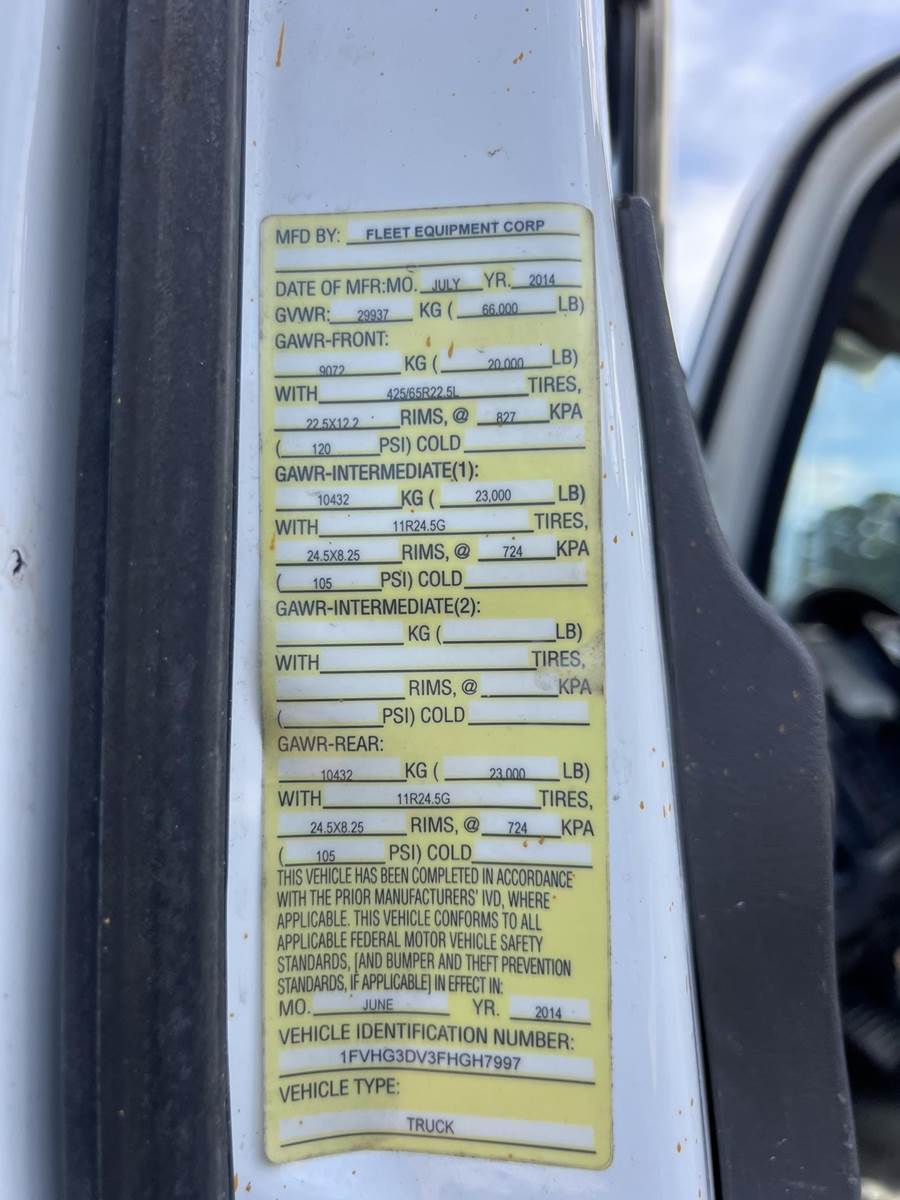 MFD BY: FLEET EQUIPMENT CORP
DATE OF MFR:MO. JULY YR. 2014
GVWR: 29937 KG ( 66,000 LB)
GAWR-FRONT:
9072 KG ( 20,000 LB)
WITH 425/65R22.5L TIRES,
22.5X12.2 RIMS, @ 827 KPA
( 120 PSI) COLD
GAWR-INTERMEDIATE(1):
10432 KG ( 23,000 LB)
WITH 11R24.5G TIRES,
24.5X8.25 RIMS, @ 724 KPA
( 105 PSI) COLD
GAWR-INTERMEDIATE(2):
KG ( LB)
WITH TIRES,
RIMS, @ KPA
( PSI) COLD
GAWR-REAR:
10432 KG ( 23,000 LB)
WITH 11R24.5G TIRES,
24.5X8.25 RIMS, @ 724 KPA
( 105 PSI) COLD
THIS VEHICLE HAS BEEN COMPLETED IN ACCORDANCE
WITH THE PRIOR MANUFACTURERS' IVD, WHERE
APPLICABLE. THIS VEHICLE CONFORMS TO ALL
APPLICABLE FEDERAL MOTOR VEHICLE SAFETY
STANDARDS, [AND BUMPER AND THEFT PREVENTION
STANDARDS, IF APPLICABLE] IN EFFECT IN:
MO. JUNE YR. 2014
VEHICLE IDENTIFICATION NUMBER:
1FVHG3DV3FHGH7997
VEHICLE TYPE:
TRUCK